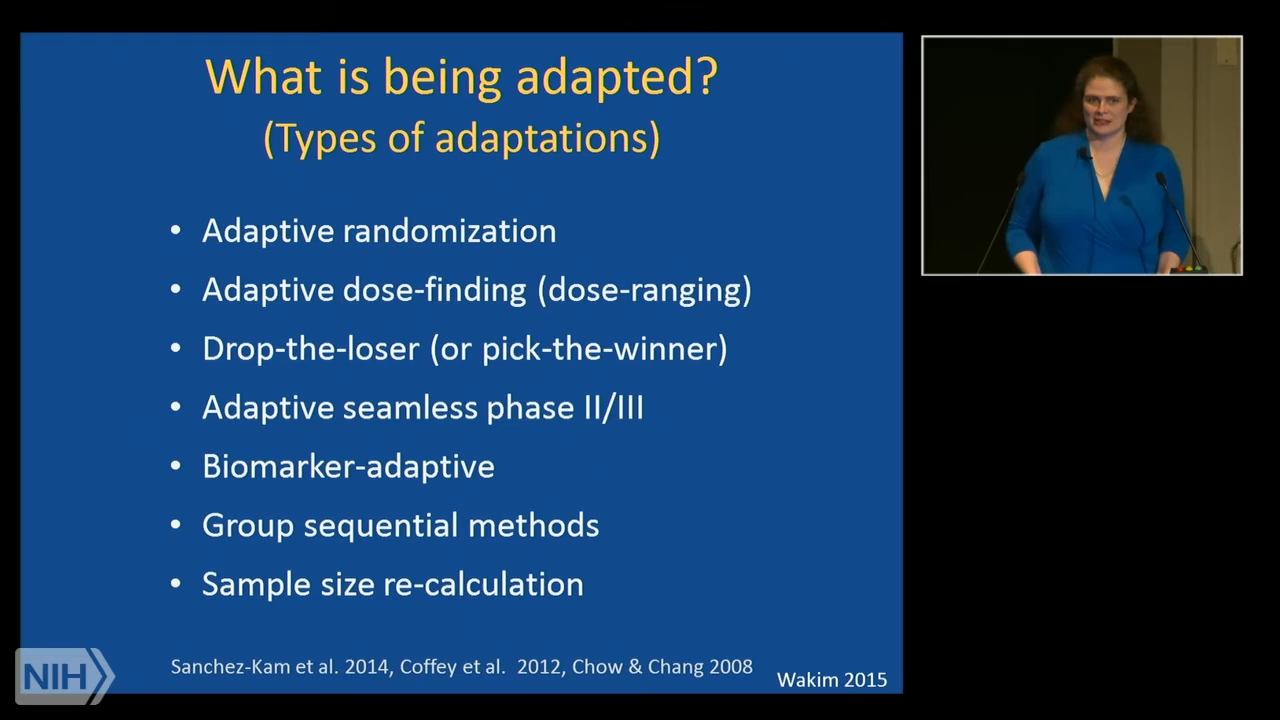 What is being adapted?
(Types of adaptations)
• Adaptive randomization
• Adaptive dose-finding (dose-ranging)
• Drop-the-loser (or pick-the-winner)
• Adaptive seamless phase II/III
• Biomarker-adaptive
• Group sequential methods
• Sample size re-calculation
Sanchez-Kam et al. 2014, Coffey et al.  2012, Chow & Chang 2008
Wakim 2015
NIH